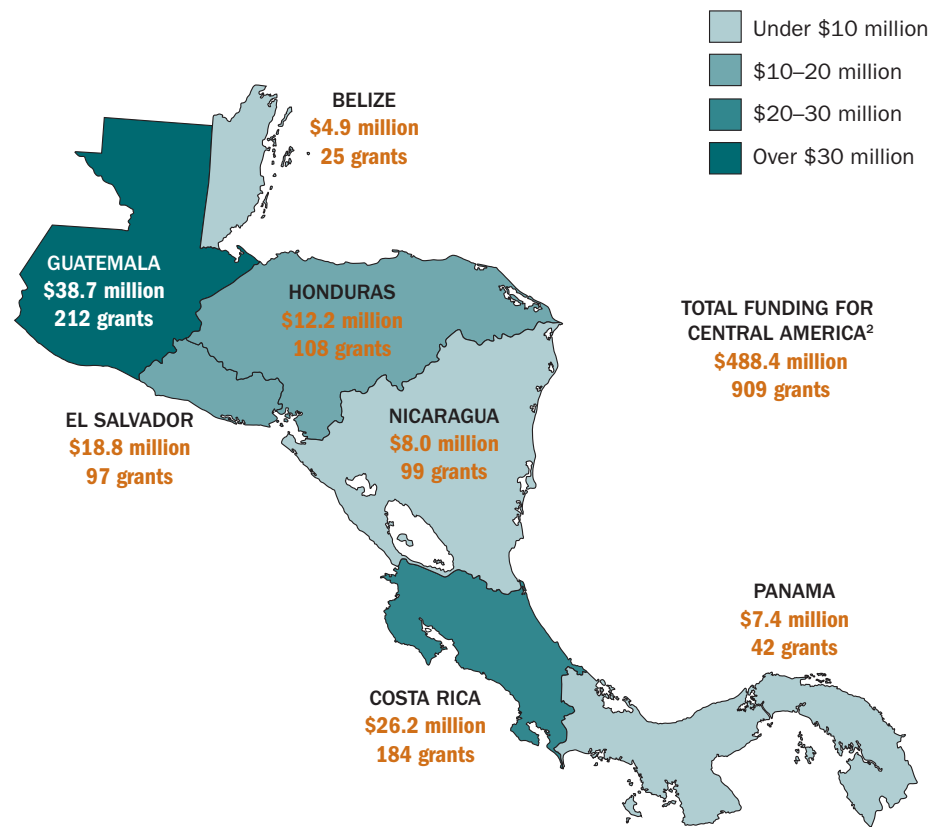 Under $10 million
$10–20 million
$20–30 million
Over $30 million
BELIZE
$4.9 million
25 grants
GUATEMALA
$38.7 million
212 grants
HONDURAS
$12.2 million
108 grants
TOTAL FUNDING FOR
CENTRAL AMERICA²
$488.4 million
909 grants
EL SALVADOR
$18.8 million
97 grants
NICARAGUA
$8.0 million
99 grants
PANAMA
$7.4 million
42 grants
COSTA RICA
$26.2 million
184 grants